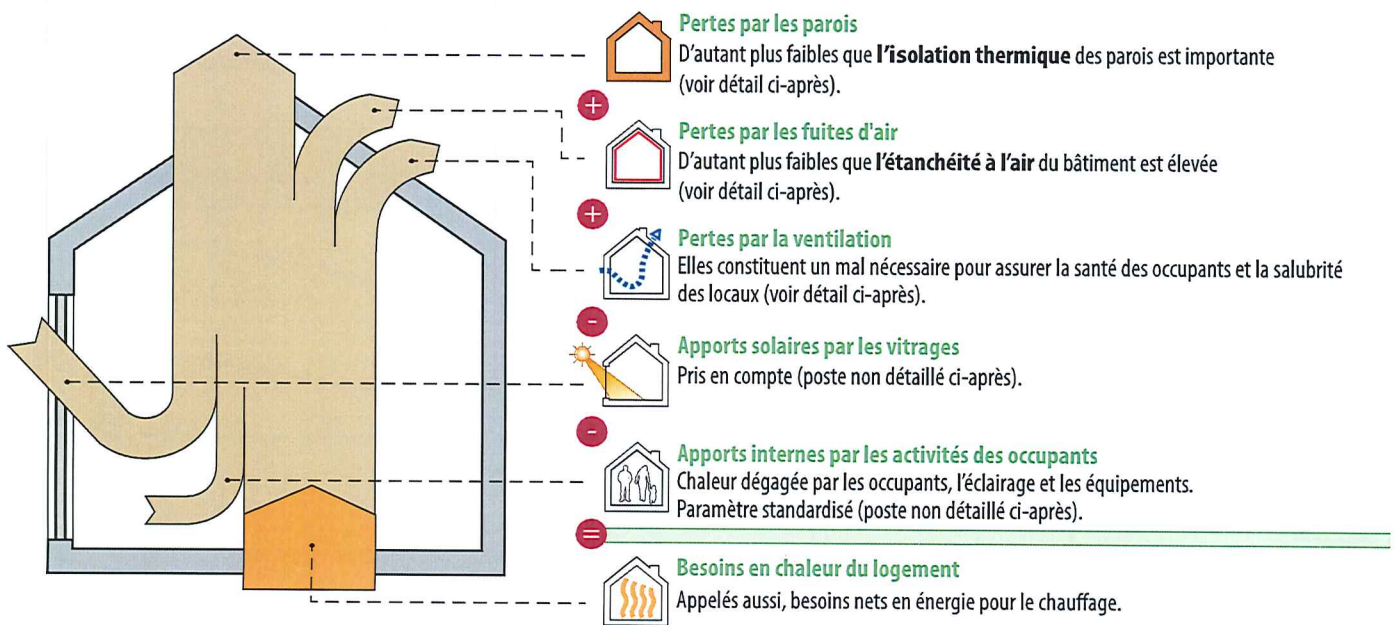 Pertes par les parois
D'autant plus faibles que l'isolation thermique des parois est importante
(voir détail ci-après).
+
Pertes par les fuites d'air
D'autant plus faibles que l'étanchéité à l'air du bâtiment est élevée
(voir détail ci-après).
+
Pertes par la ventilation
Elles constituent un mal nécessaire pour assurer la santé des occupants et la salubrité
des locaux (voir détail ci-après).
-
Apports solaires par les vitrages
Pris en compte (poste non détaillé ci-après).
-
Apports internes par les activités des occupants
Chaleur dégagée par les occupants, l'éclairage et les équipements.
Paramètre standardisé (poste non détaillé ci-après).
=
Besoins en chaleur du logement
Appelés aussi, besoins nets en énergie pour le chauffage.